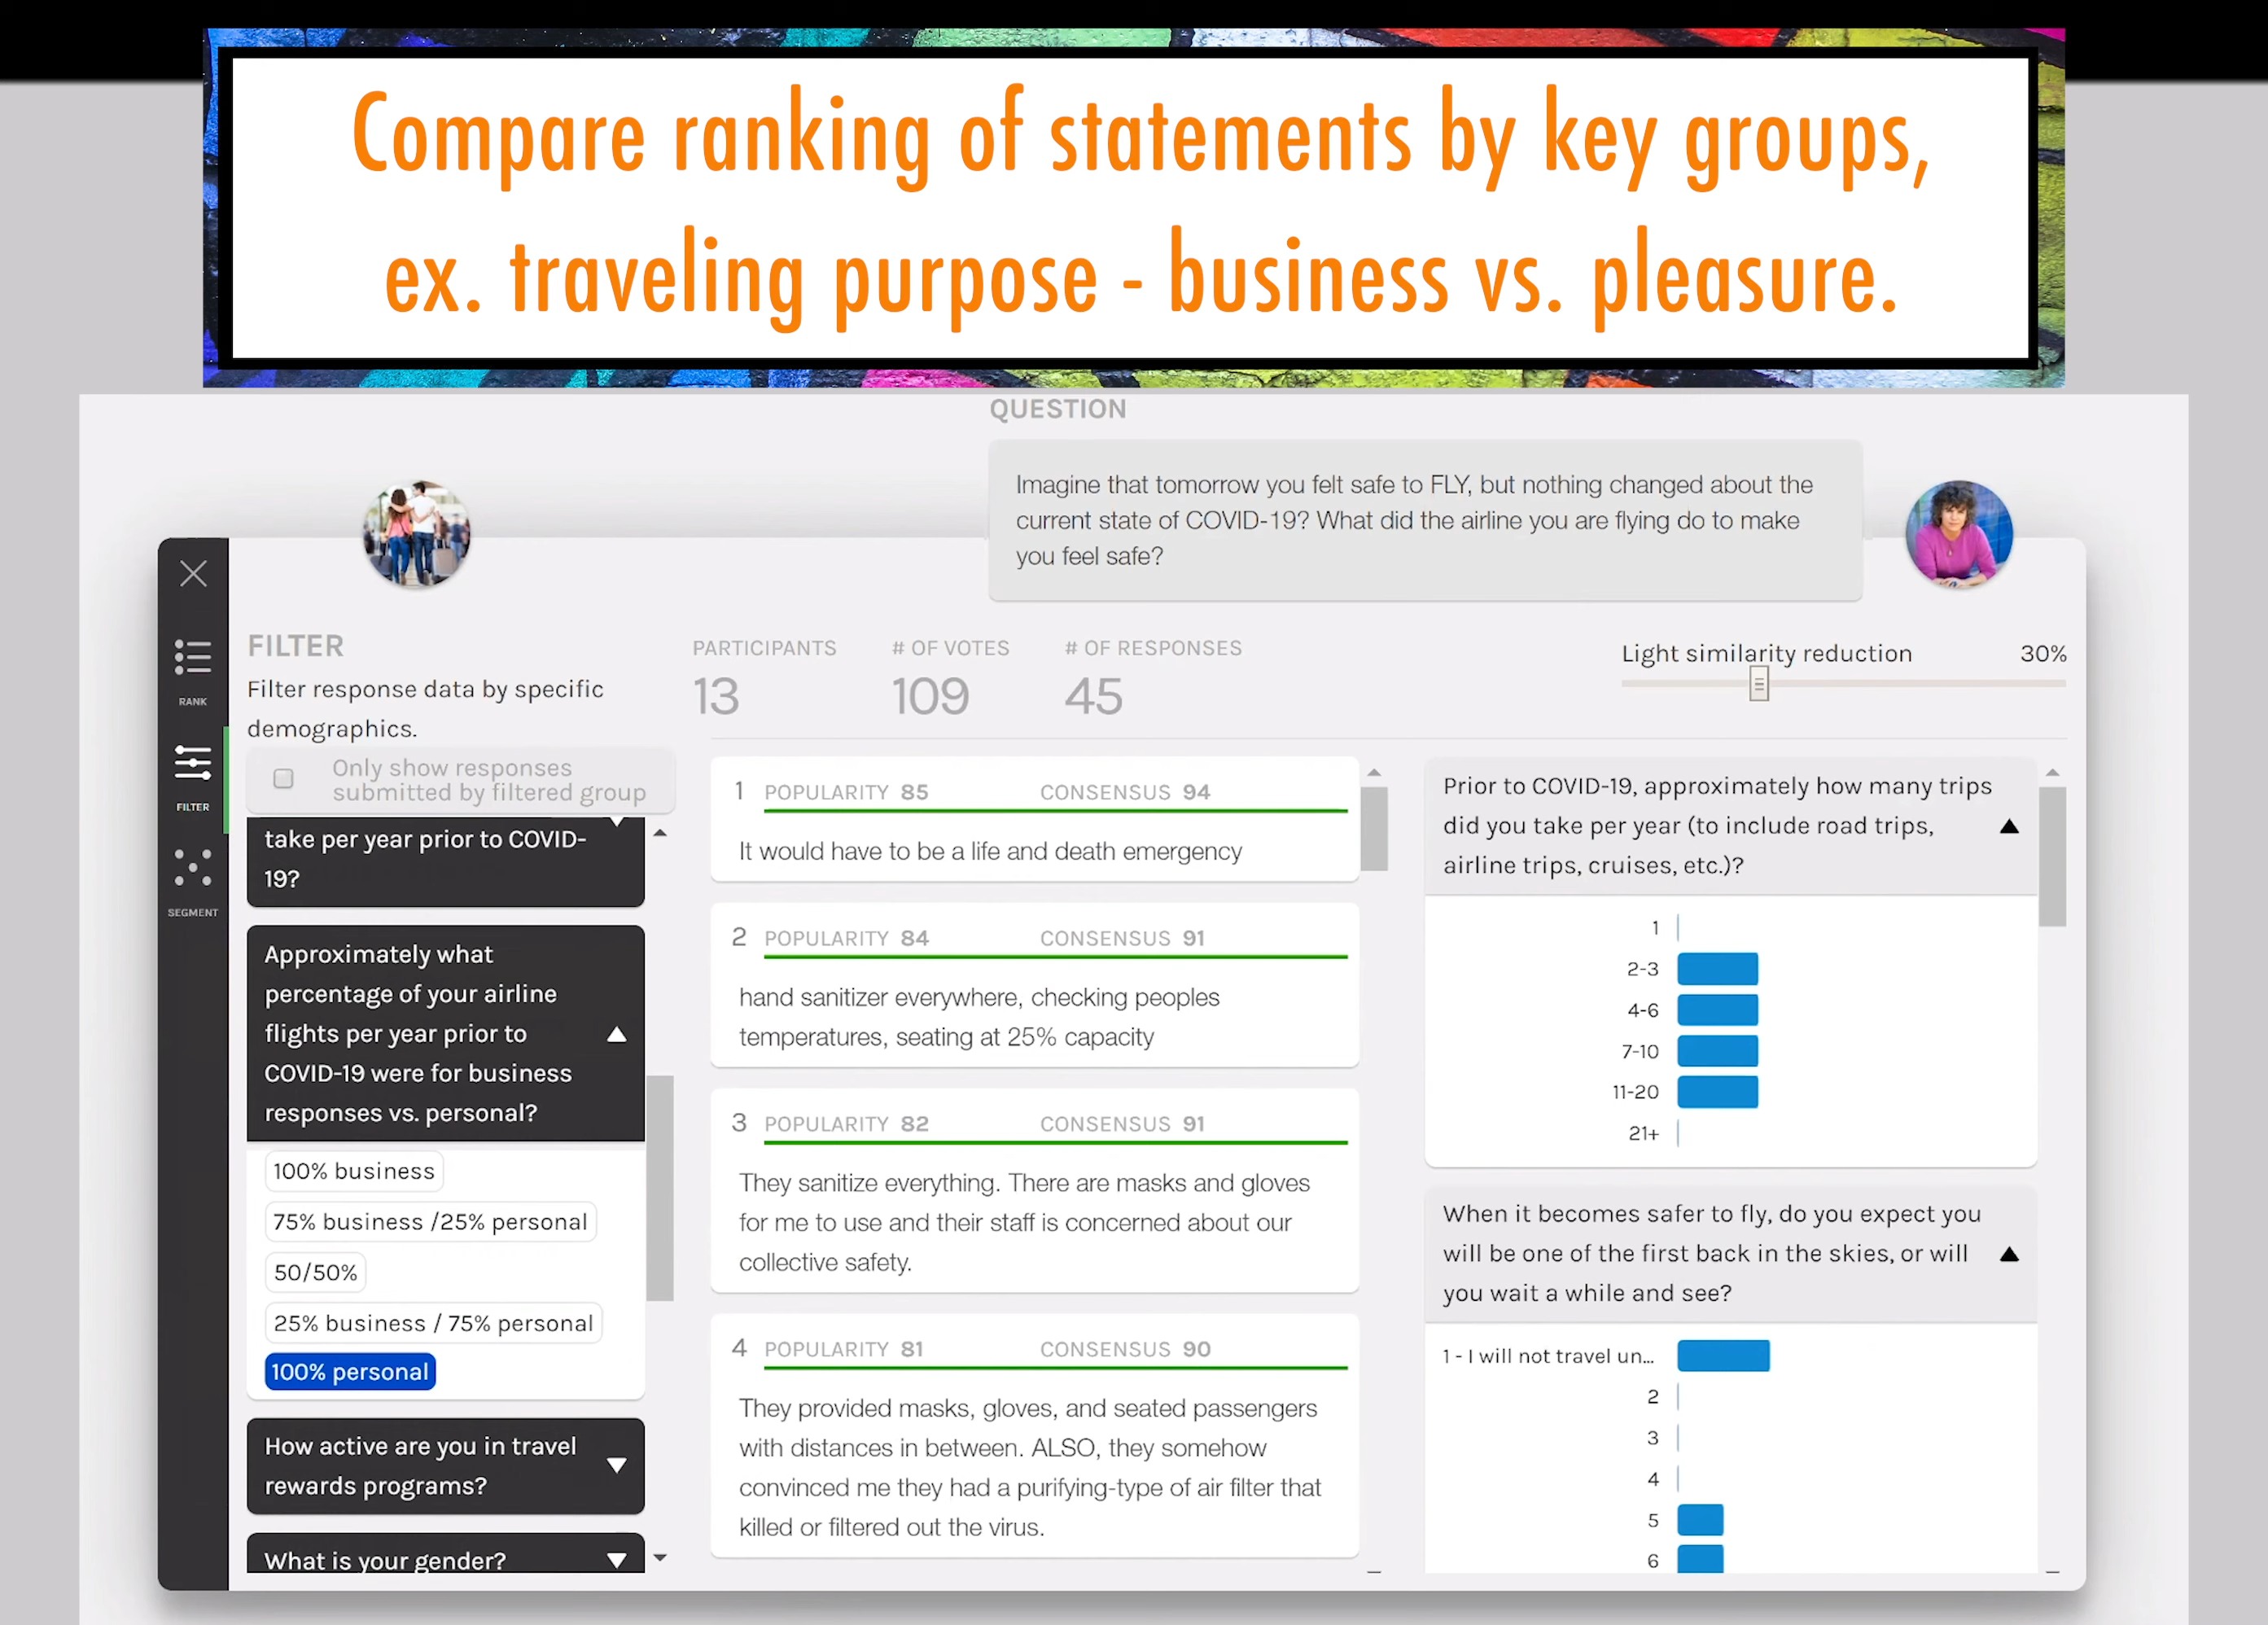 Compare ranking of statements by key groups,
ex. traveling purpose - business vs. pleasure.
QUESTION
Imagine that tomorrow you felt safe to FLY, but nothing changed about the
current state of COVID-19? What did the airline you are flying do to make
you feel safe?
RANK
FILTER
SEGMENT
FILTER
Filter response data by specific
demographics.
Only show responses
submitted by filtered group
take per year prior to COVID-
19?
Approximately what
percentage of your airline
flights per year prior to
COVID-19 were for business
responses vs. personal?
100% business
75% business /25% personal
50/50%
25% business / 75% personal
100% personal
How active are you in travel
rewards programs?
What is your gender?
PARTICIPANTS
13
# OF VOTES
109
# OF RESPONSES
45
Light similarity reduction 30%
1 POPULARITY 85 CONSENSUS 94
It would have to be a life and death emergency
2 POPULARITY 84 CONSENSUS 91
hand sanitizer everywhere, checking peoples
temperatures, seating at 25% capacity
3 POPULARITY 82 CONSENSUS 91
They sanitize everything. There are masks and gloves
for me to use and their staff is concerned about our
collective safety.
4 POPULARITY 81 CONSENSUS 90
They provided masks, gloves, and seated passengers
with distances in between. ALSO, they somehow
convinced me they had a purifying-type of air filter that
killed or filtered out the virus.
Prior to COVID-19, approximately how many trips
did you take per year (to include road trips,
airline trips, cruises, etc.)?
1
2-3
4-6
7-10
11-20
21+
When it becomes safer to fly, do you expect you
will be one of the first back in the skies, or will
you wait a while and see?
1 - I will not travel un...
2
3
4
5
6